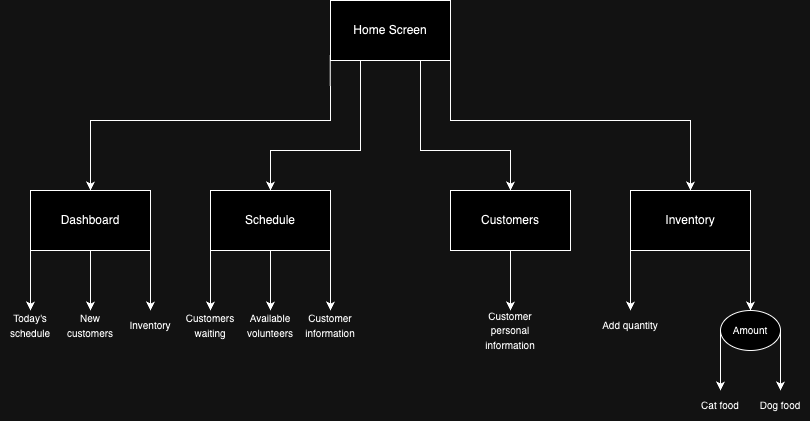 Home Screen
Dashboard
Schedule
Customers
Inventory
Today's
schedule
New
customers
Inventory
Customers
waiting
Available
volunteers
Customer
information
Customer
personal
information
Add quantity
Amount
Cat food
Dog food